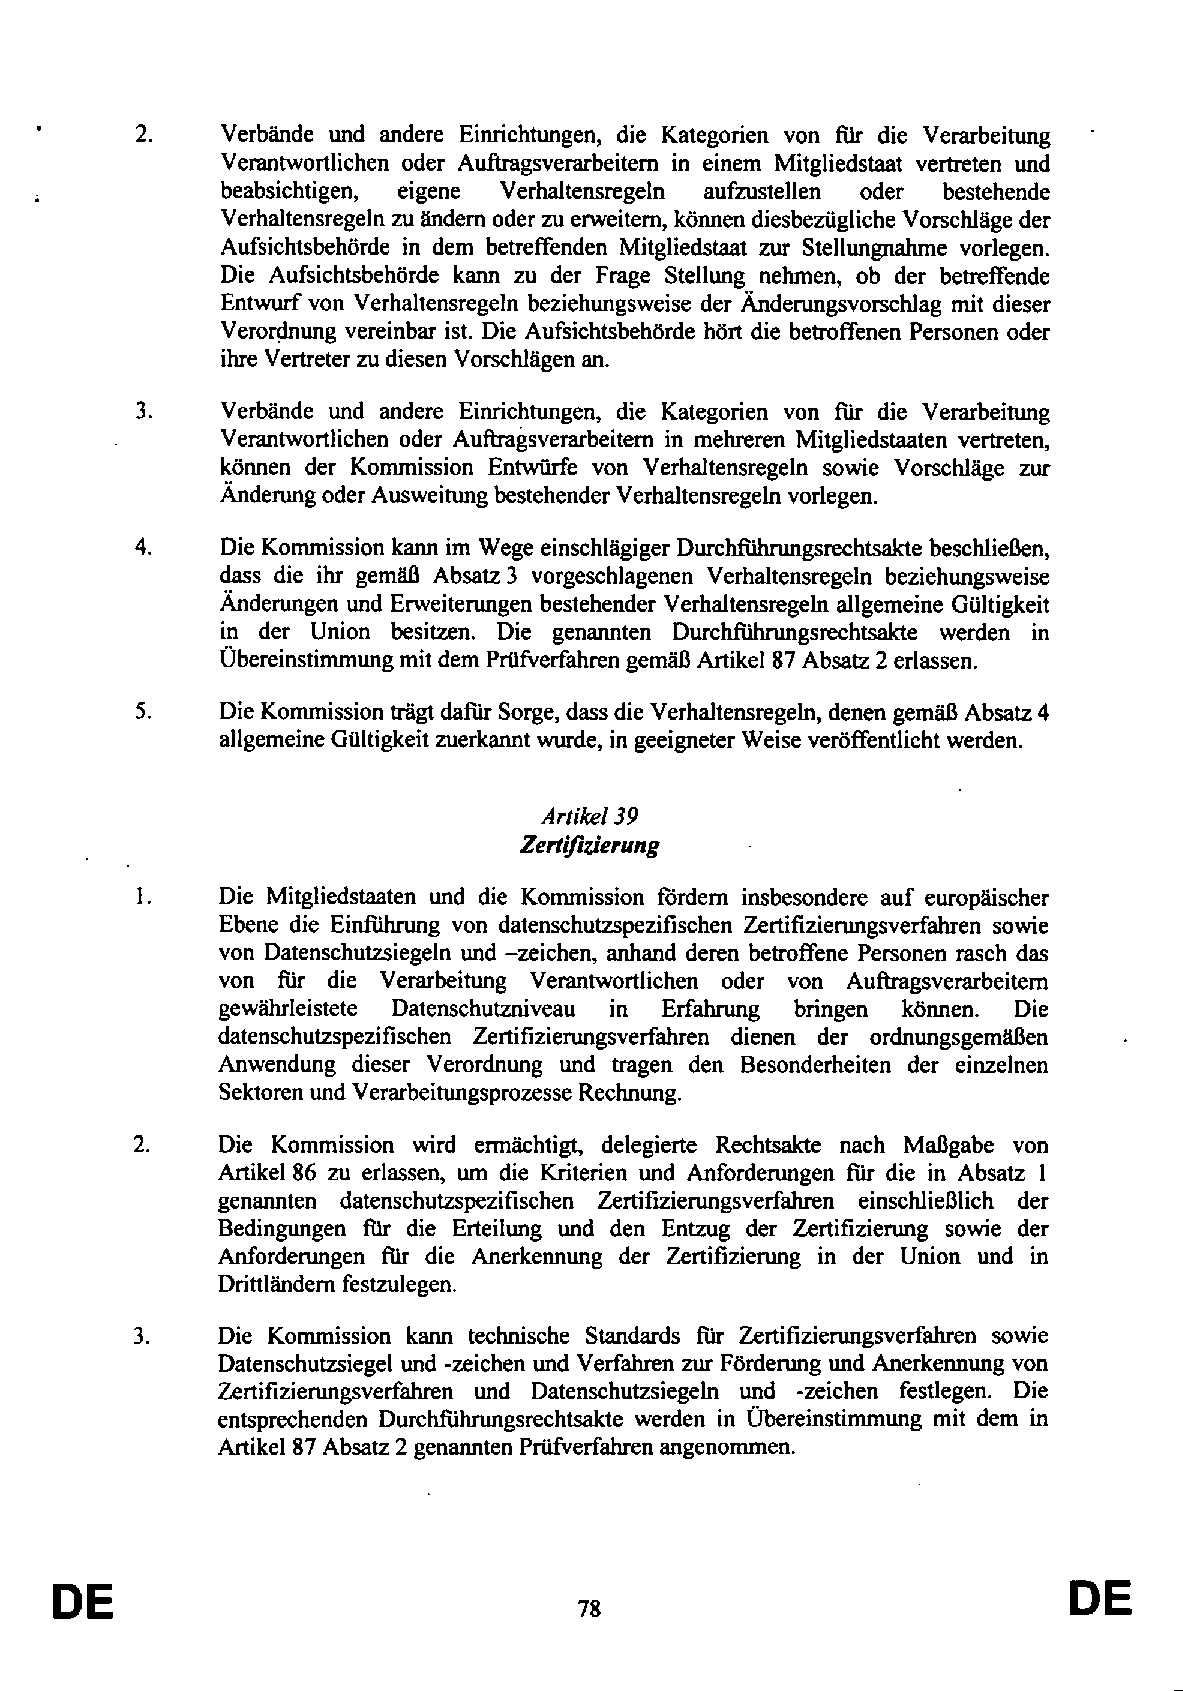 2. Verbände und andere Einrichtungen, die Kategorien von für die Verarbeitung
Verantwortlichen oder Auftragsverarbeitern in einem Mitgliedstaat vertreten und
beabsichtigen, eigene Verhaltensregeln aufzustellen oder bestehende
Verhaltensregeln zu ändern oder zu erweitern, können diesbezügliche Vorschläge der
Aufsichtsbehörde in dem betreffenden Mitgliedstaat zur Stellungnahme vorlegen.
Die Aufsichtsbehörde kann zu der Frage Stellung nehmen, ob der betreffende
Entwurf von Verhaltensregeln beziehungsweise der Änderungsvorschlag mit dieser
Verordnung vereinbar ist. Die Aufsichtsbehörde hört die betroffenen Personen oder
ihre Vertreter zu diesen Vorschlägen an.
3. Verbände und andere Einrichtungen, die Kategorien von für die Verarbeitung
Verantwortlichen oder Auftragsverarbeitern in mehreren Mitgliedstaaten vertreten,
können der Kommission Entwürfe von Verhaltensregeln sowie Vorschläge zur
Änderung oder Ausweitung bestehender Verhaltensregeln vorlegen.
4. Die Kommission kann im Wege einschlägiger Durchführungsrechtsakte beschließen,
dass die ihr gemäß Absatz 3 vorgeschlagenen Verhaltensregeln beziehungsweise
Änderungen und Erweiterungen bestehender Verhaltensregeln allgemeine Gültigkeit
in der Union besitzen. Die genannten Durchführungsrechtsakte werden in
Übereinstimmung mit dem Prüfverfahren gemäß Artikel 87 Absatz 2 erlassen.
5. Die Kommission trägt dafür Sorge, dass die Verhaltensregeln, denen gemäß Absatz 4
allgemeine Gültigkeit zuerkannt wurde, in geeigneter Weise veröffentlicht werden.
Artikel 39
Zertifizierung
1. Die Mitgliedstaaten und die Kommission fördern insbesondere auf europäischer
Ebene die Einführung von datenschutzspezifischen Zertifizierungsverfahren sowie
von Datenschutzsiegeln und –zeichen, anhand deren betroffene Personen rasch das
von für die Verarbeitung Verantwortlichen oder von Auftragsverarbeitern
gewährleistete Datenschutzniveau in Erfahrung bringen können. Die
datenschutzspezifischen Zertifizierungsverfahren dienen der ordnungsgemäßen
Anwendung dieser Verordnung und tragen den Besonderheiten der einzelnen
Sektoren und Verarbeitungsprozesse Rechnung.
2. Die Kommission wird ermächtigt, delegierte Rechtsakte nach Maßgabe von
Artikel 86 zu erlassen, um die Kriterien und Anforderungen für die in Absatz 1
genannten datenschutzspezifischen Zertifizierungsverfahren einschließlich der
Bedingungen für die Erteilung und den Entzug der Zertifizierung sowie der
Anforderungen für die Anerkennung der Zertifizierung in der Union und in
Drittländern festzulegen.
3. Die Kommission kann technische Standards für Zertifizierungsverfahren sowie
Datenschutzsiegel und -zeichen und Verfahren zur Förderung und Anerkennung von
Zertifizierungsverfahren und Datenschutzsiegeln und -zeichen festlegen. Die
entsprechenden Durchführungsrechtsakte werden in Übereinstimmung mit dem in
Artikel 87 Absatz 2 genannten Prüfverfahren angenommen.
DE 78 DE